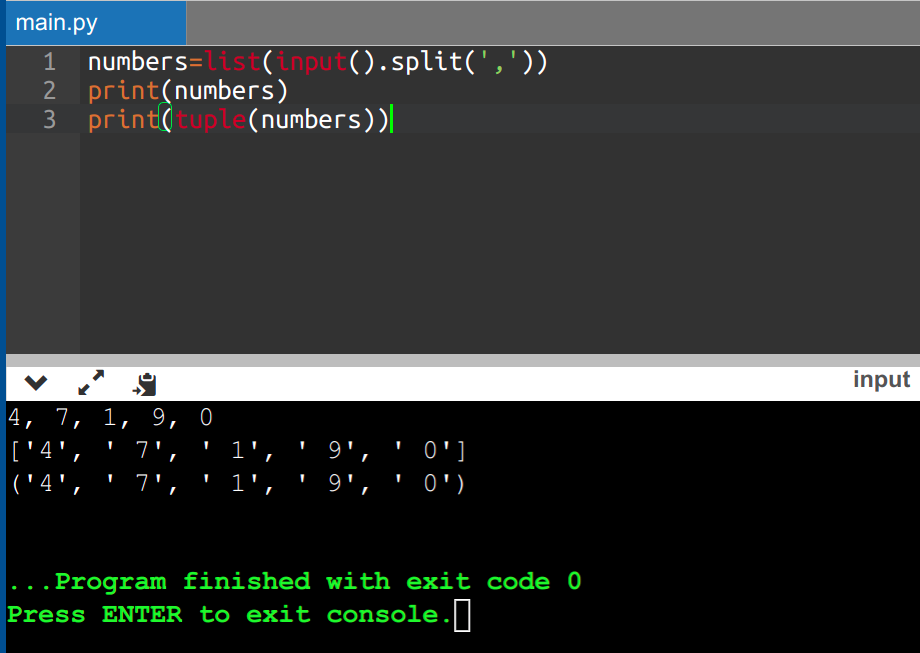 main.py
1 numbers=list(input().split(','))
2 print(numbers)
3 print(tuple(numbers))
input
4, 7, 1, 9, 0
['4', ' 7', ' 1', ' 9', ' 0']
('4', ' 7', ' 1', ' 9', ' 0')
...Program finished with exit code 0
Press ENTER to exit console.